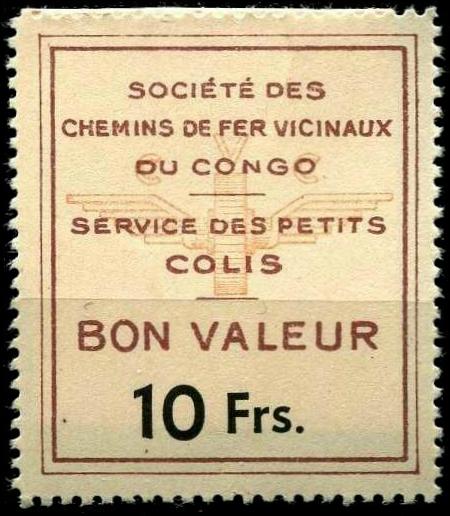 SOCIÉTÉ DES
CHEMINS DE FER VICINAUX
DU CONGO
SERVICE DES PETITS
COLIS
BON VALEUR
10 Frs.